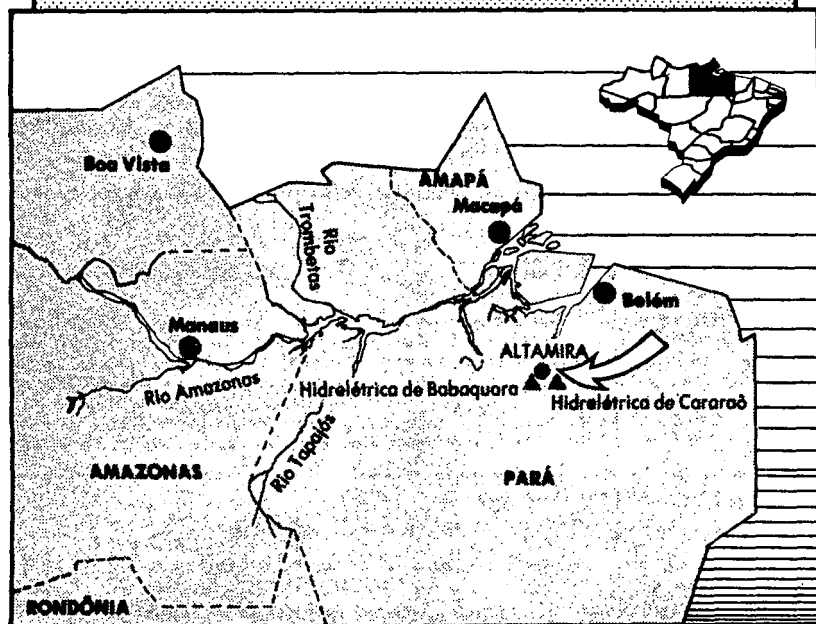 Boa Vista
AMAPÁ
Macapá
Rio
Trombetas
Belém
Manaus
ALTAMIRA
Rio Amazonas
Hidrelétrica de Babaquara
Hidrelétrica de Cararaô
Rio Tapajós
AMAZONAS
PARÁ
RONDÔNIA